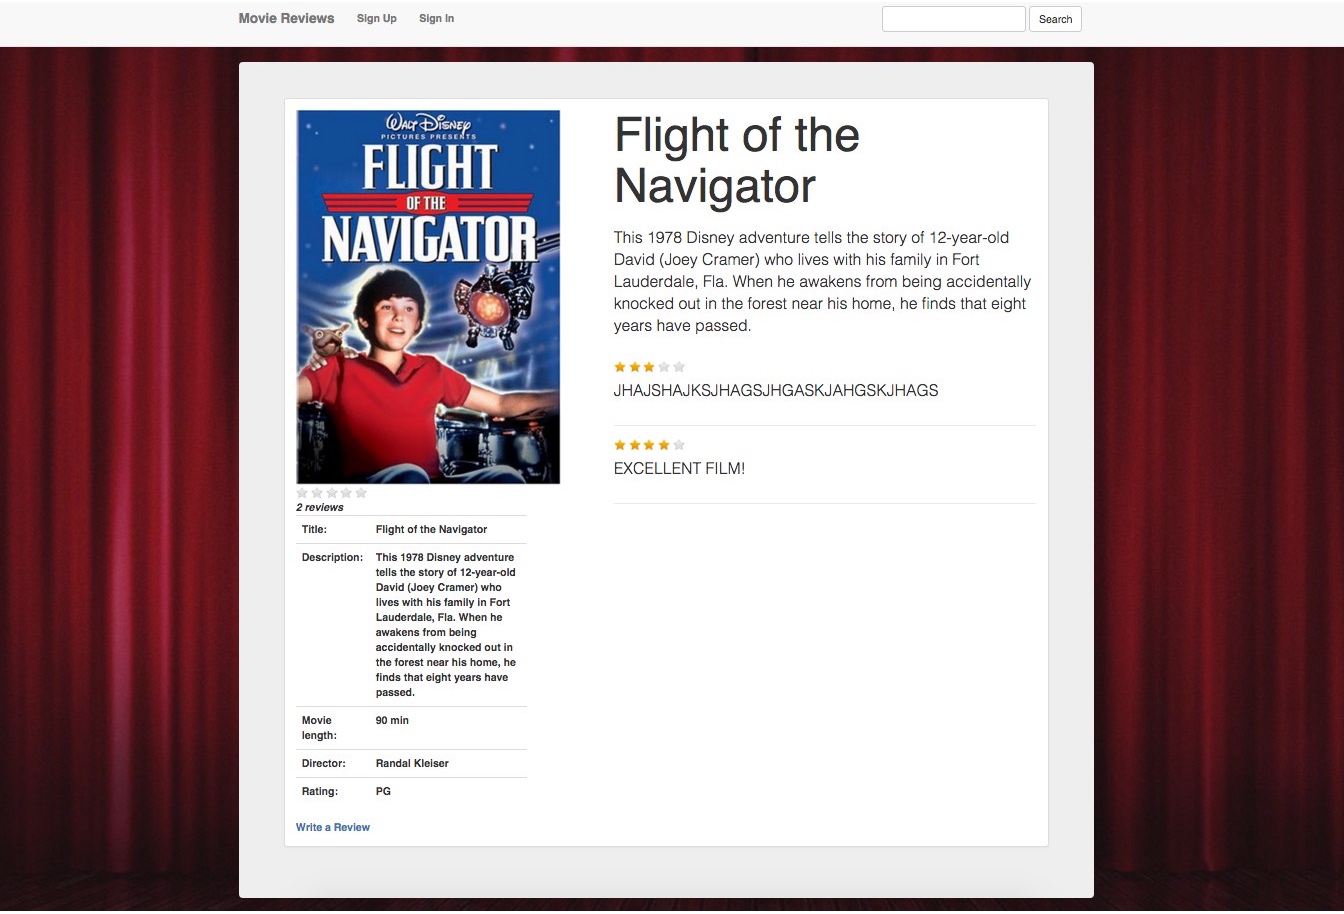 Movie Reviews Sign Up Sign In Search
WALT DISNEY
PICTURES PRESENTS
FLIGHT
OF THE
NAVIGATOR
2 reviews
Title: Flight of the Navigator
Description: This 1978 Disney adventure
tells the story of 12-year-old
David (Joey Cramer) who
lives with his family in Fort
Lauderdale, Fla. When he
awakens from being
accidentally knocked out in
the forest near his home, he
finds that eight years have
passed.
Movie 90 min
length:
Director: Randal Kleiser
Rating: PG
Write a Review
Flight of the
Navigator
This 1978 Disney adventure tells the story of 12-year-old
David (Joey Cramer) who lives with his family in Fort
Lauderdale, Fla. When he awakens from being accidentally
knocked out in the forest near his home, he finds that eight
years have passed.
JHAJSHAJKSJHAGSJHGASKJAHGSKJHAGS
EXCELLENT FILM!